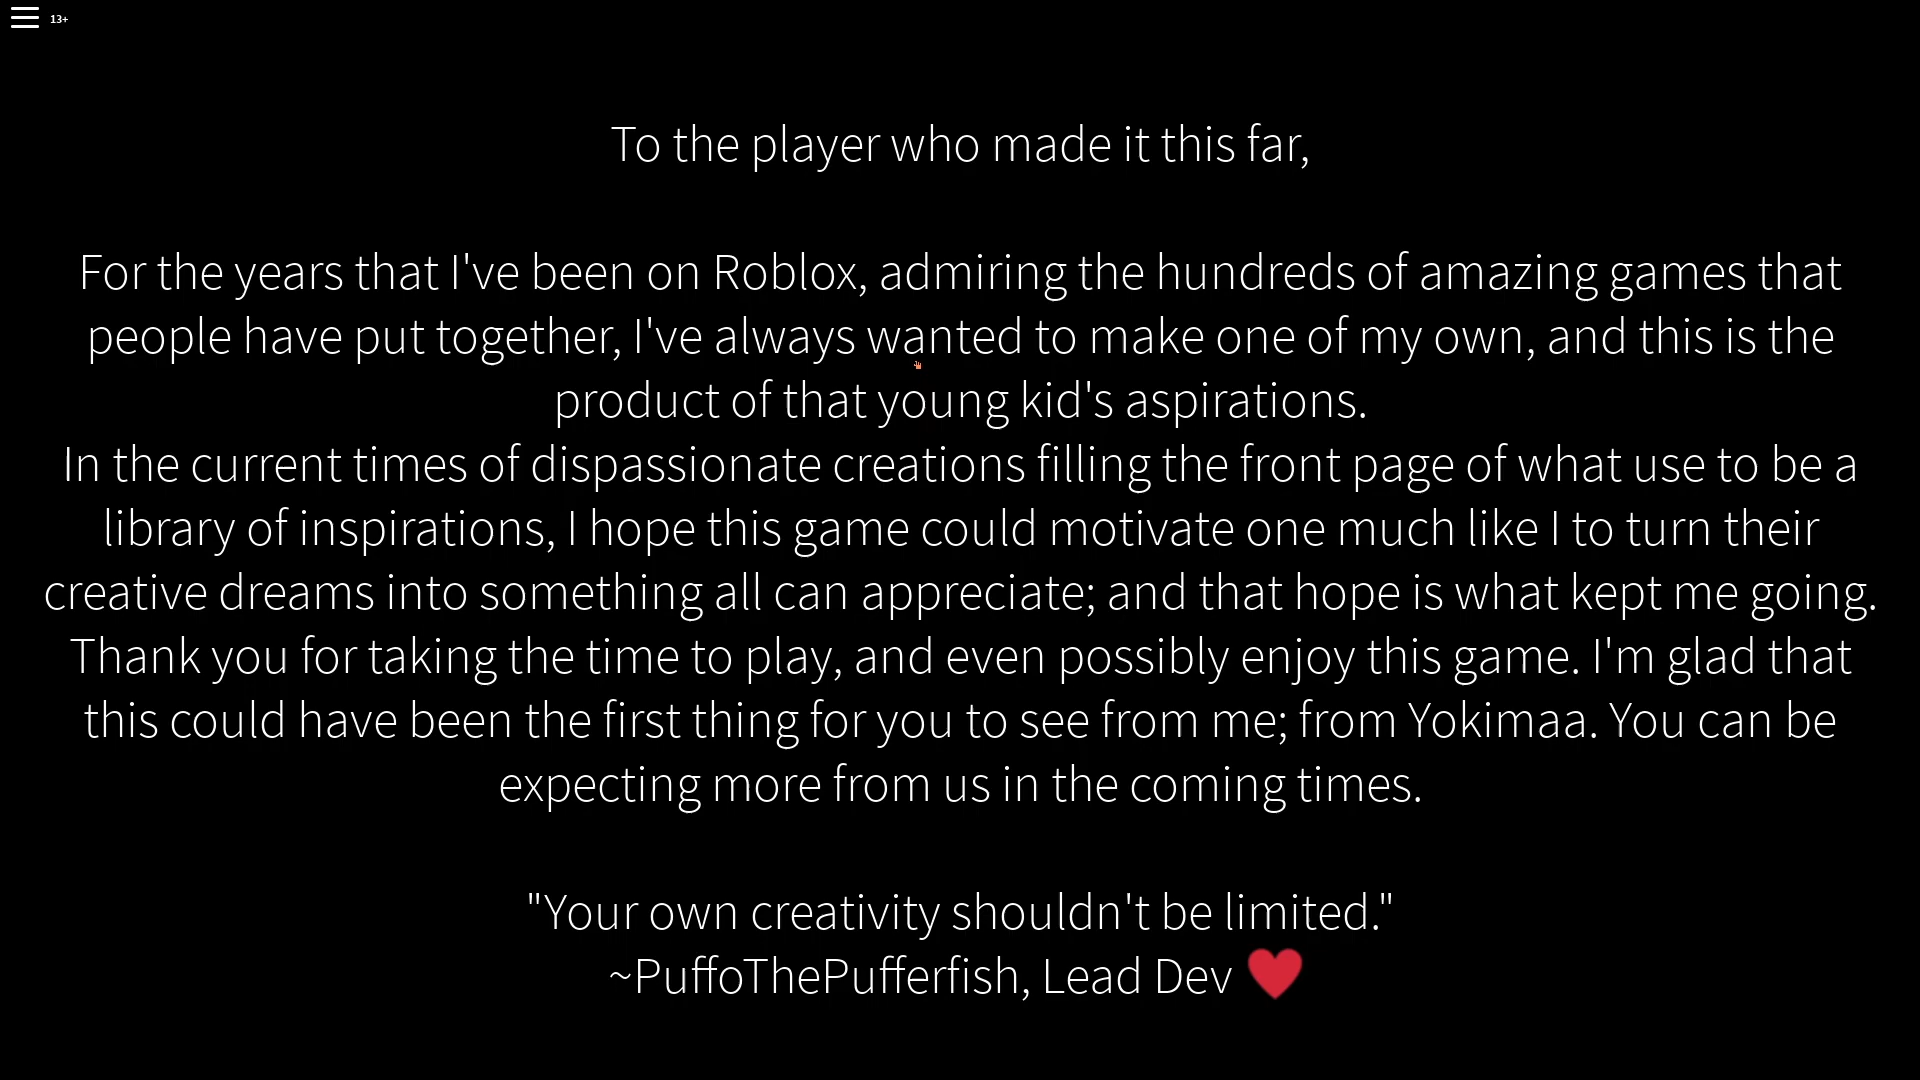 13+
To the player who made it this far,
For the years that I've been on Roblox, admiring the hundreds of amazing games that
people have put together, I've always wanted to make one of my own, and this is the
product of that young kid's aspirations.
In the current times of dispassionate creations filling the front page of what use to be a
library of inspirations, I hope this game could motivate one much like I to turn their
creative dreams into something all can appreciate; and that hope is what kept me going.
Thank you for taking the time to play, and even possibly enjoy this game. I'm glad that
this could have been the first thing for you to see from me; from Yokimaa. You can be
expecting more from us in the coming times.
"Your own creativity shouldn't be limited."
~PuffoThePufferfish, Lead Dev ❤